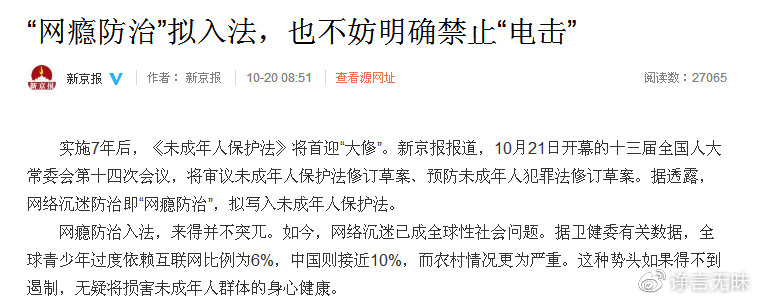 “网瘾防治”拟入法，也不妨明确禁止“电击”
新京报 作者： 新京报 10-20 08:51 查看源网址 阅读数：27065
实施7年后，《未成年人保护法》将首迎“大修”。新京报报道，10月21日开幕的十三届全国人大
常委会第十四次会议，将审议未成年人保护法修订草案、预防未成年人犯罪法修订草案。据透露，
网络沉迷防治即“网瘾防治”，拟写入未成年人保护法。
网瘾防治入法，来得并不突兀。如今，网络沉迷已成全球性社会问题。据卫健委有关数据，全
球青少年过度依赖互联网比例为6%，中国则接近10%，而农村情况更为严重。这种势头如果得不到
遏制，无疑将损害未成年人群体的身心健康。
@诤言无昧